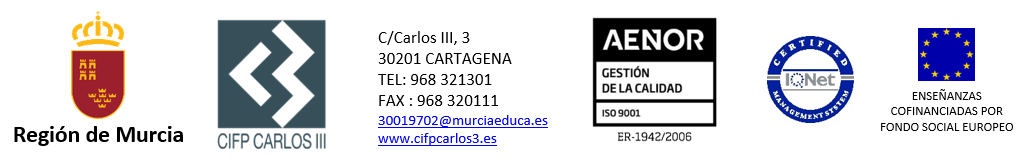 Región de Murcia
CIFP CARLOS III
C/Carlos III, 3
30201 CARTAGENA
TEL: 968 321301
FAX : 968 320111
30019702@murciaeduca.es
www.cifpcarlos3.es
AENOR
GESTIÓN
DE LA CALIDAD
ISO 9001
ER-1942/2006
CERTIFIED
IQNet
MANAGEMENT SYSTEM
ENSEÑANZAS
COFINANCIADAS POR
FONDO SOCIAL EUROPEO